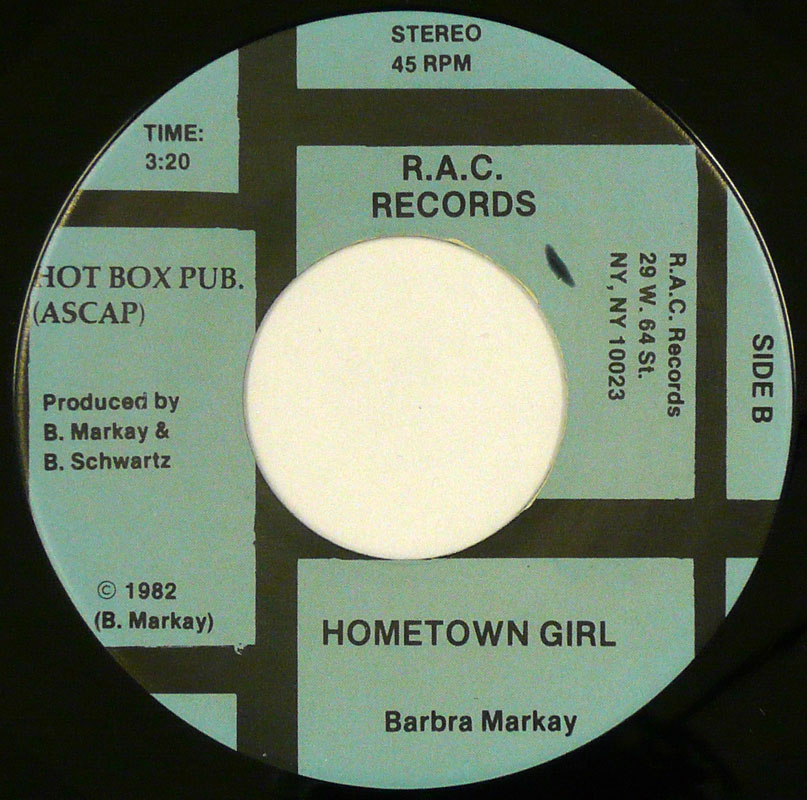 STEREO
45 RPM
TIME:
3:20
R.A.C.
RECORDS
HOT BOX PUB.
(ASCAP)
R.A.C. Records
29 W. 64 St.
NY, NY 10023
SIDE B
Produced by
B. Markay &
B. Schwartz
© 1982
(B. Markay)
HOMETOWN GIRL
Barbra Markay